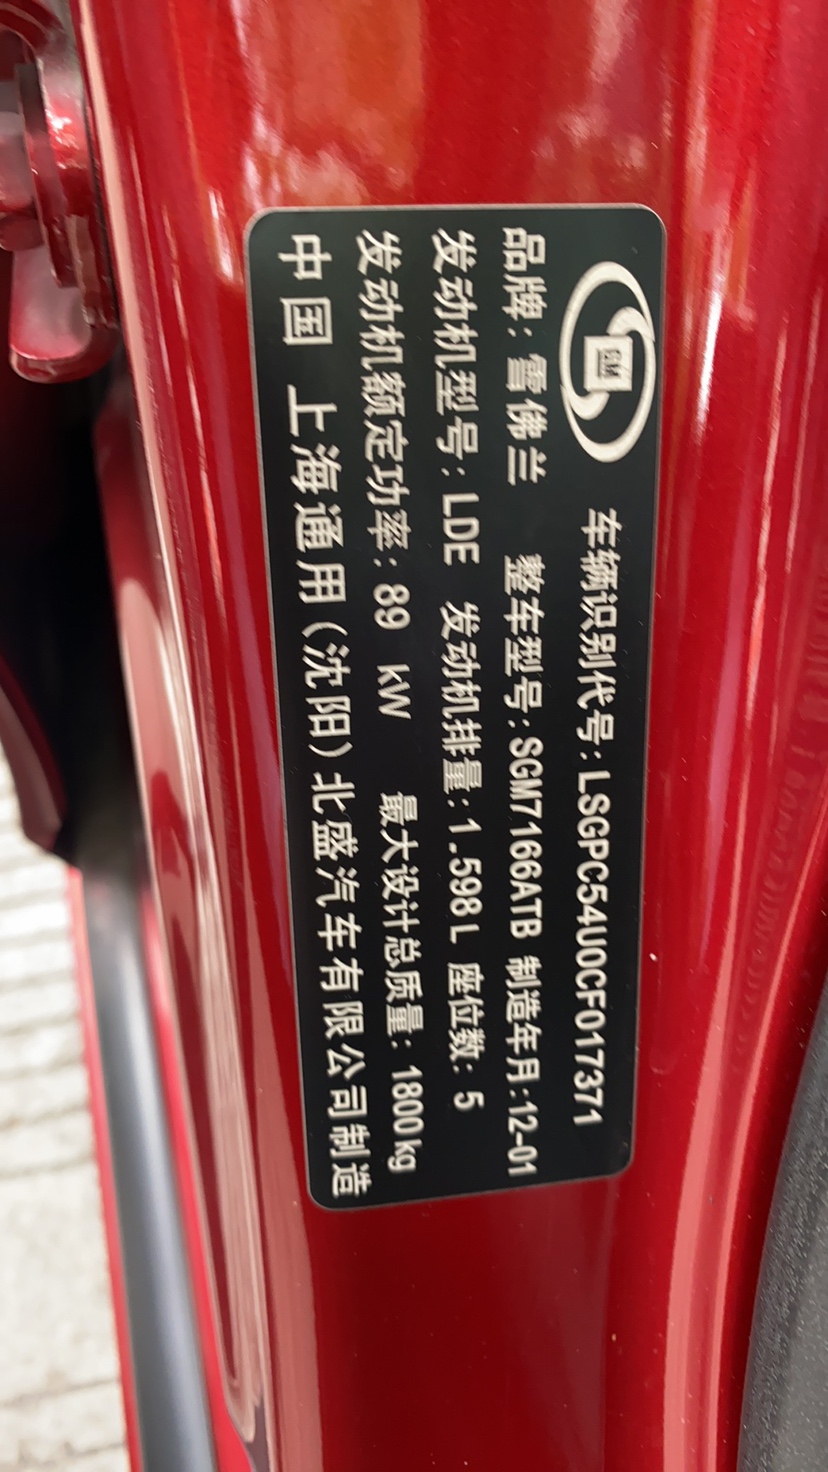 GM
车辆识别代号:LSGPC54U0CF017371
品牌:雪佛兰 整车型号:SGM7166ATB 制造年月:12-01
发动机型号:LDE 发动机排量:1.598L 座位数:5
发动机额定功率:89 kW 最大设计总质量:1800kg
中国 上海通用(沈阳)北盛汽车有限公司制造